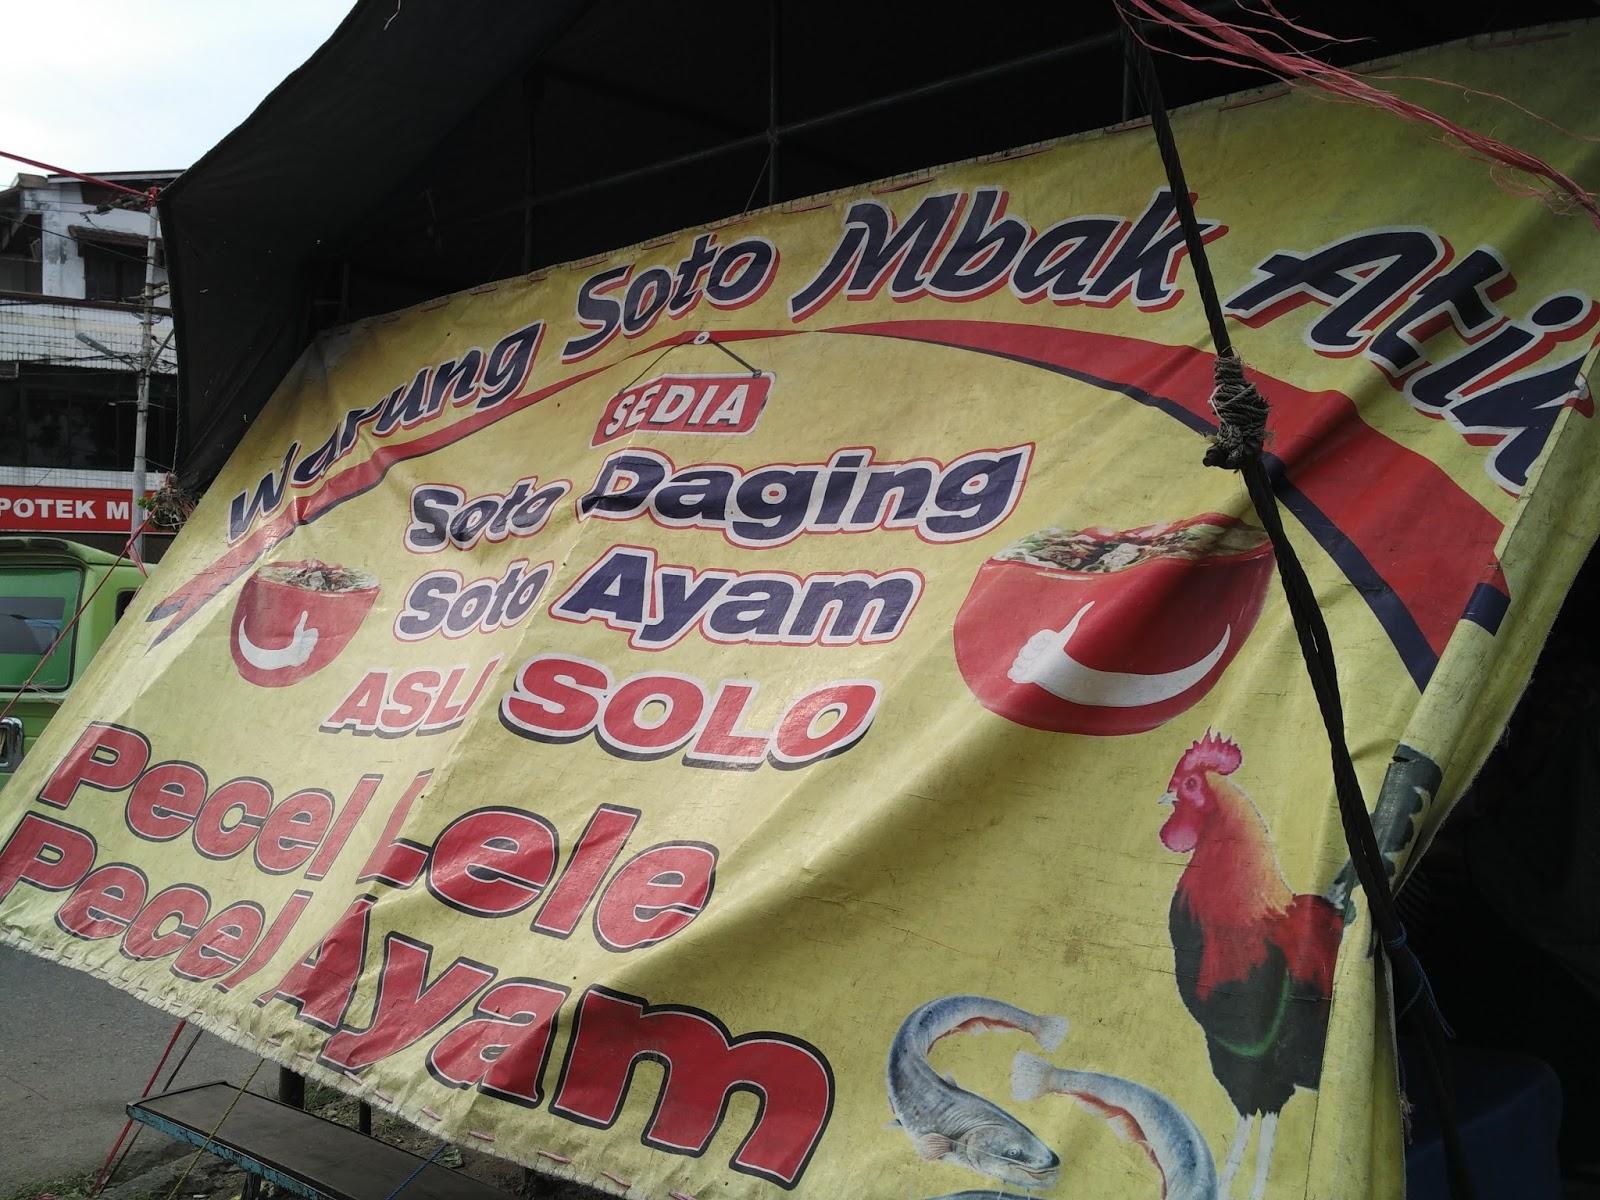 Warung Soto Mbak Atik
SEDIA
Soto Daging
Soto Ayam
ASLI SOLO
Pecel Lele
Pecel Ayam
POTEK M